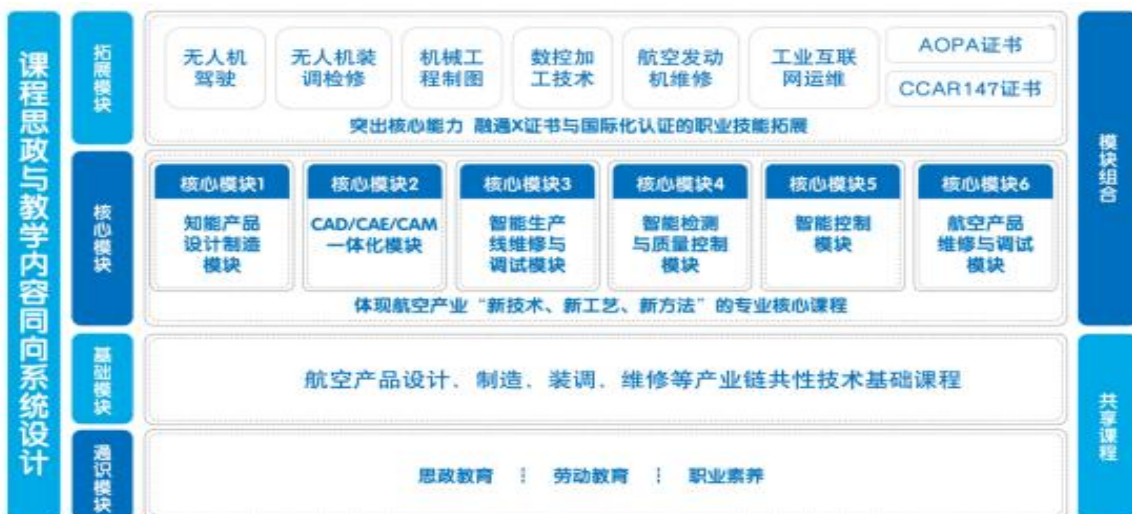 课程思政与教学内容同向系统设计
拓展模块
无人机
驾驶
无人机装
调检修
机械工
程制图
数控加
工技术
航空发动
机维修
工业互联
网运维
AOPA证书
CCAR147证书
突出核心能力 融通X证书与国际化认证的职业技能拓展
核心模块
核心模块1
知能产品
设计制造
模块
核心模块2
CAD/CAE/CAM
一体化模块
核心模块3
智能生产
线维修与
调试模块
核心模块4
智能检测
与质量控制
模块
核心模块5
智能控制
模块
核心模块6
航空产品
维修与调试
模块
体现航空产业“新技术、新工艺、新方法”的专业核心课程
模块组合
基础模块
航空产品设计、制造、装调、维修等产业链共性技术基础课程
通识模块
思政教育 ┆ 劳动教育 ┆ 职业素养
共享课程